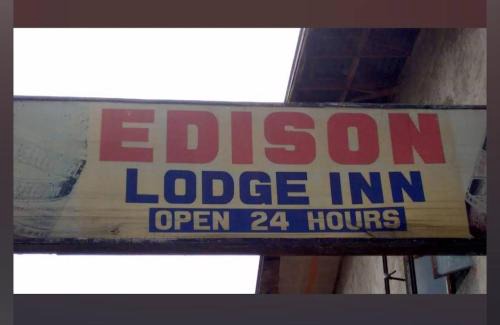 EDISON
LODGE INN
OPEN 24 HOURS